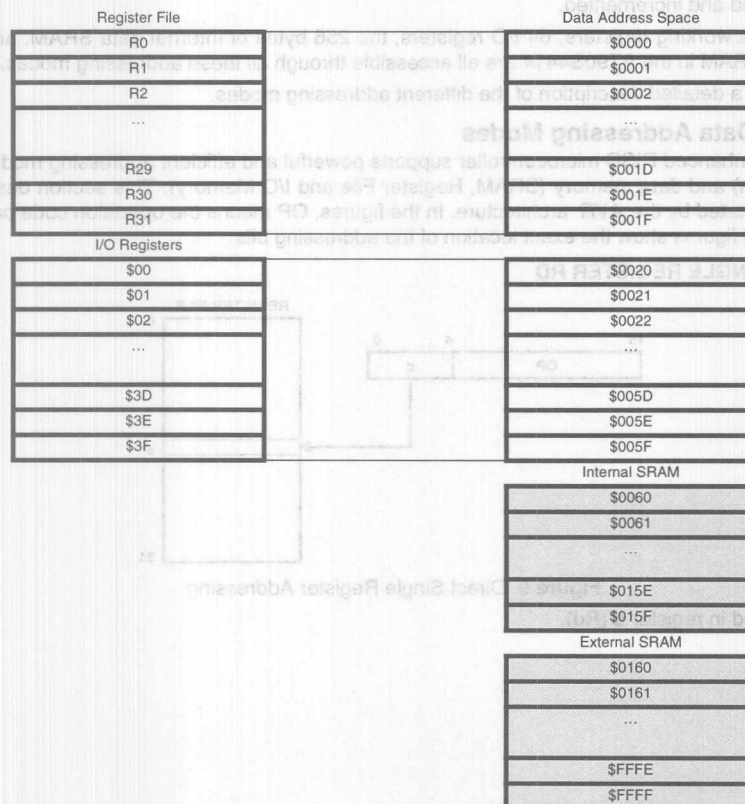 Register File
R0
R1
R2
...
R29
R30
R31
I/O Registers
$00
$01
$02
...
$3D
$3E
$3F
Data Address Space
$0000
$0001
$0002
...
$001D
$001E
$001F
$0020
$0021
$0022
...
$005D
$005E
$005F
Internal SRAM
$0060
$0061
...
$015E
$015F
External SRAM
$0160
$0161
...
$FFFE
$FFFF